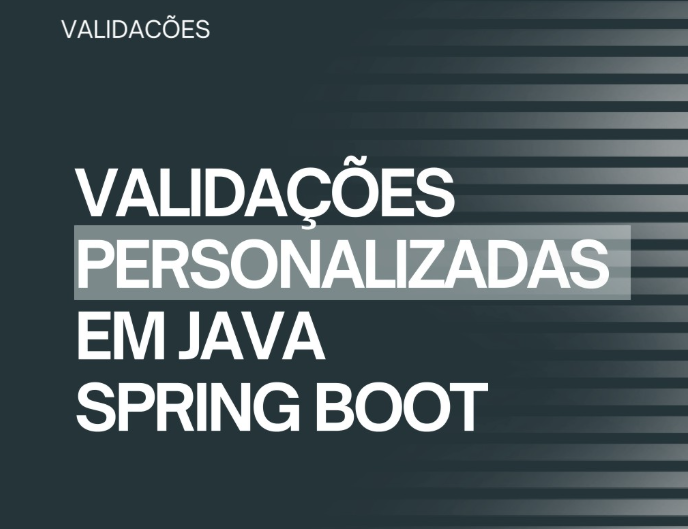 VALIDACÕES
VALIDAÇÕES
PERSONALIZADAS
EM JAVA
SPRING BOOT